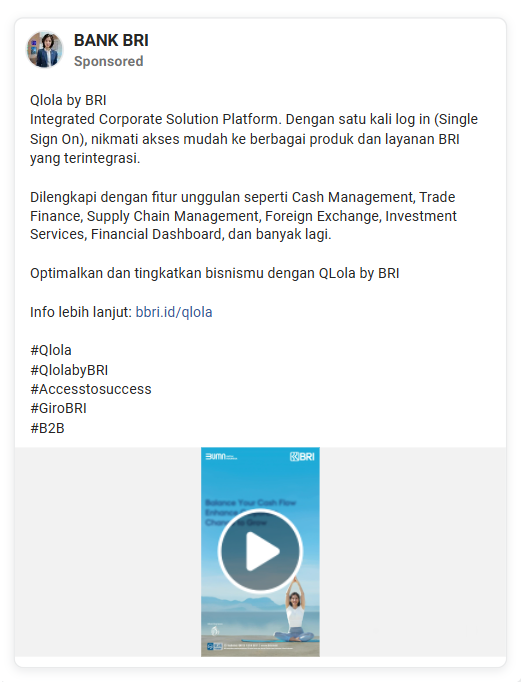 BANK BRI
Sponsored
Qlola by BRI
Integrated Corporate Solution Platform. Dengan satu kali log in (Single
Sign On), nikmati akses mudah ke berbagai produk dan layanan BRI
yang terintegrasi.
Dilengkapi dengan fitur unggulan seperti Cash Management, Trade
Finance, Supply Chain Management, Foreign Exchange, Investment
Services, Financial Dashboard, dan banyak lagi.
Optimalkan dan tingkatkan bisnismu dengan QLola by BRI
Info lebih lanjut: bbri.id/qlola
#Qlola
#QlolabyBRI
#Accesstosuccess
#GiroBRI
#B2B
BUMN
BRI
Balance Your Cash Flow
Enhance
to Grow